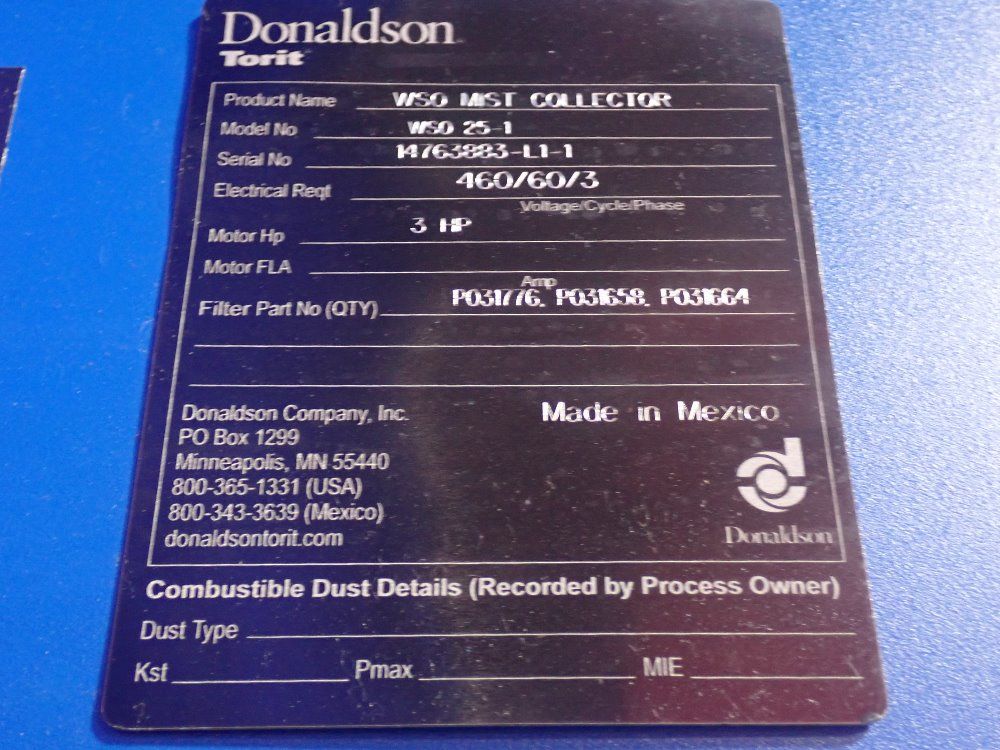 Donaldson
Torit
Product Name WSO MIST COLLECTOR
Model No WSO 25-1
Serial No 14763883-L1-1
Electrical Reqt 460/60/3
Voltage/Cycle/Phase
Motor Hp 3 HP
Motor FLA
Amp
Filter Part No (QTY) P031776, P031658, P031664
Donaldson Company, Inc.
PO Box 1299
Minneapolis, MN 55440
800-365-1331 (USA)
800-343-3639 (Mexico)
donaldsontorit.com
Made in Mexico
Donaldson
Combustible Dust Details (Recorded by Process Owner)
Dust Type
Kst Pmax MIE